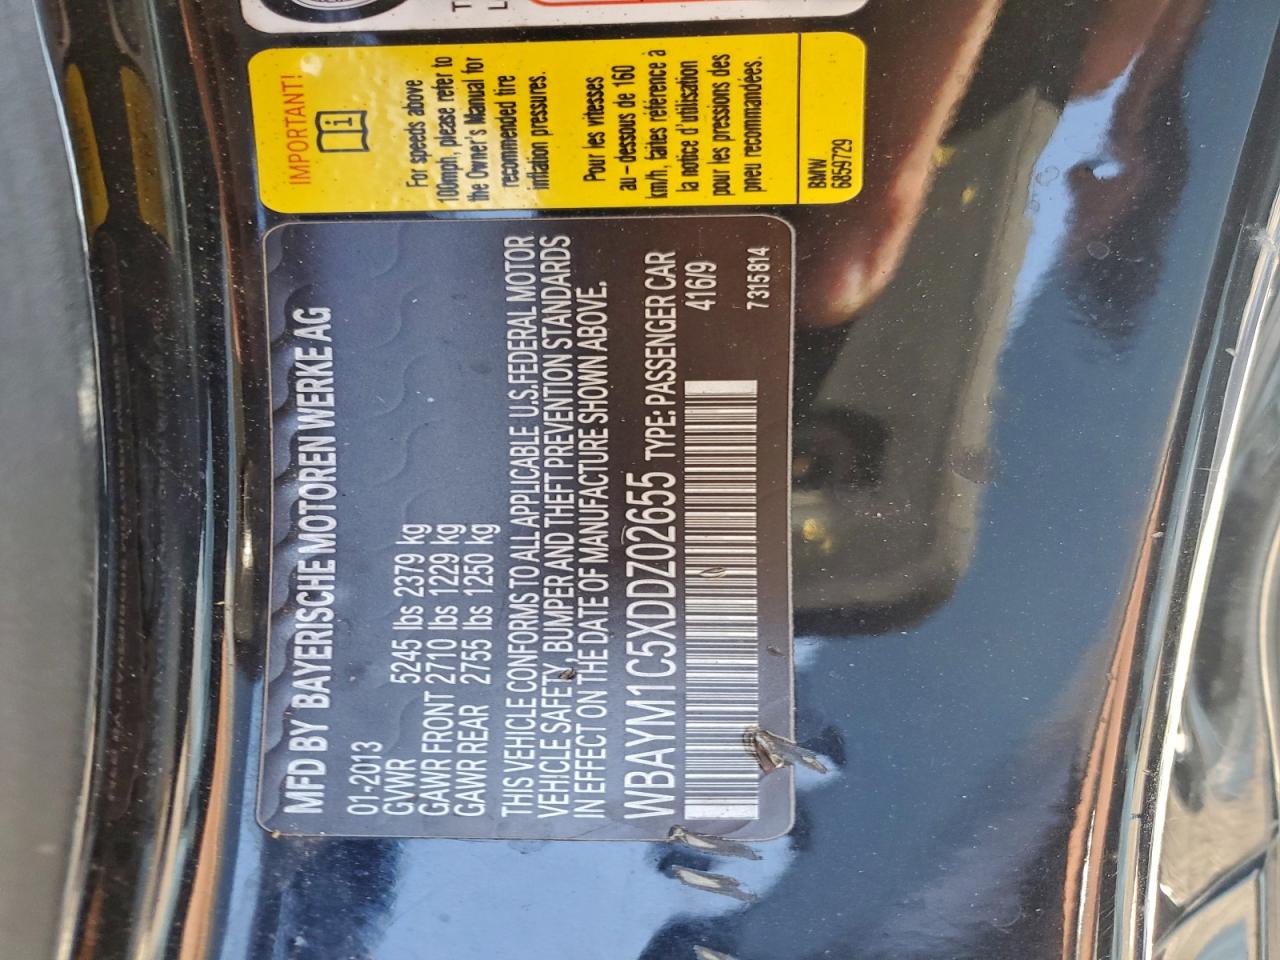 MFD BY BAYERISCHE MOTOREN WERKE AG
01-2013
GVWR 5245 lbs 2379 kg
GAWR FRONT 2710 lbs 1229 kg
GAWR REAR 2755 lbs 1250 kg
THIS VEHICLE CONFORMS TO ALL APPLICABLE U.S.FEDERAL MOTOR
VEHICLE SAFETY, BUMPER AND THEFT PREVENTION STANDARDS
IN EFFECT ON THE DATE OF MANUFACTURE SHOWN ABOVE.
WBAYM1C5XDDZ02655 TYPE: PASSENGER CAR
416/9
7315814
IMPORTANT!
For speeds above
100mph, please refer to
the Owner's Manual for
recommended tire
inflation pressures.
Pour les vitesses
au-dessous de 160
km/h, faites référence à
la notice d'utilisation
pour les pressions des
pneu recommandées.
BMW
6859729